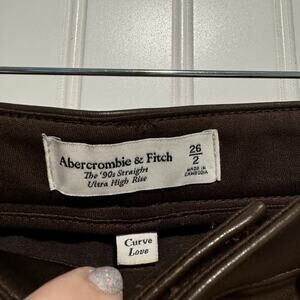 Abercrombie & Fitch
The '90s Straight
Ultra High Rise
26
2
MADE IN
CAMBODIA
Curve
Love